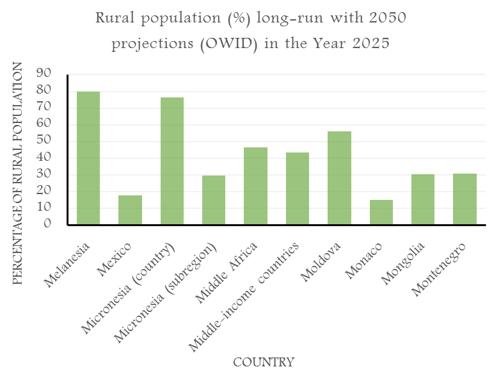 Rural population (%) long-run with 2050
projections (OWID) in the Year 2025
PERCENTAGE OF RURAL POPULATION
90
80
70
60
50
40
30
20
10
0
Melanesia
Mexico
Micronesia (country)
Micronesia (subregion)
Middle Africa
Middle-income countries
Moldova
Monaco
Mongolia
Montenegro
COUNTRY